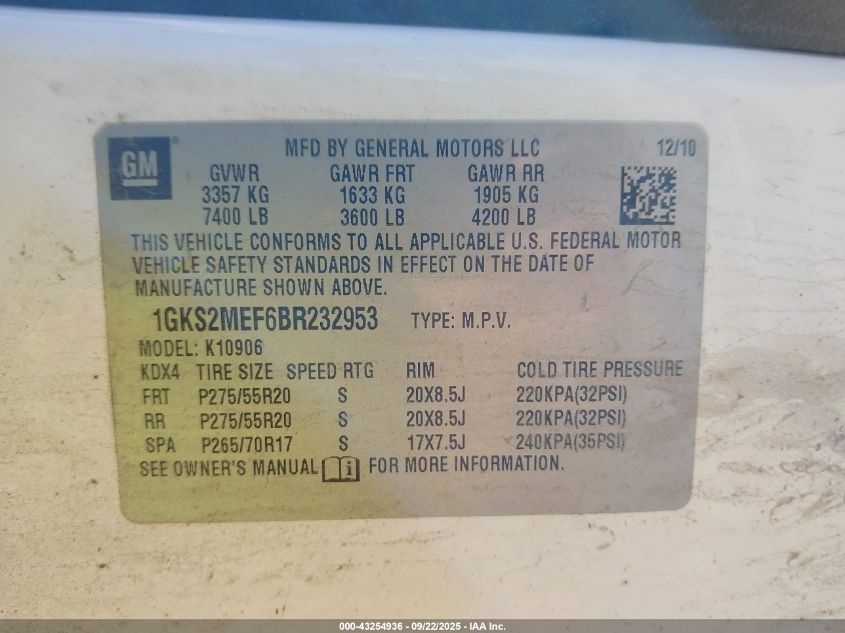 GM
MFD BY GENERAL MOTORS LLC 12/10
GVWR GAWR FRT GAWR RR
3357 KG 1633 KG 1905 KG
7400 LB 3600 LB 4200 LB
THIS VEHICLE CONFORMS TO ALL APPLICABLE U.S. FEDERAL MOTOR
VEHICLE SAFETY STANDARDS IN EFFECT ON THE DATE OF
MANUFACTURE SHOWN ABOVE.
1GKS2MEF6BR232953 TYPE: M.P.V.
MODEL: K10906
KDX4 TIRE SIZE SPEED RTG RIM COLD TIRE PRESSURE
FRT P275/55R20 S 20X8.5J 220KPA(32PSI)
RR P275/55R20 S 20X8.5J 220KPA(32PSI)
SPA P265/70R17 S 17X7.5J 240KPA(35PSI)
SEE OWNER'S MANUAL FOR MORE INFORMATION.
000-43254936 - 09/22/2025 - IAA Inc.